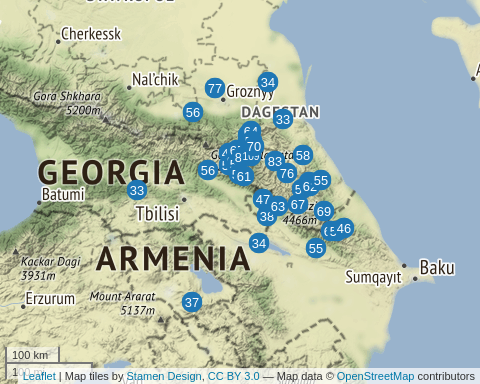 Cherkessk
Nal'chik
Gora Shkhara
5200m
Groznyy
77
34
56
33
DAGESTAN
64
70
58
83
76
56
61
GEORGIA
33
Batumi
Tbilisi
55
62
47
63
67
69
38
4466m
46
34
55
ARMENIA
Kackar Dagi
3931m
Sumqayıt
Baku
Erzurum
Mount Ararat
5137m
37
100 km
Leaflet | Map tiles by Stamen Design, CC BY 3.0 — Map data © OpenStreetMap contributors